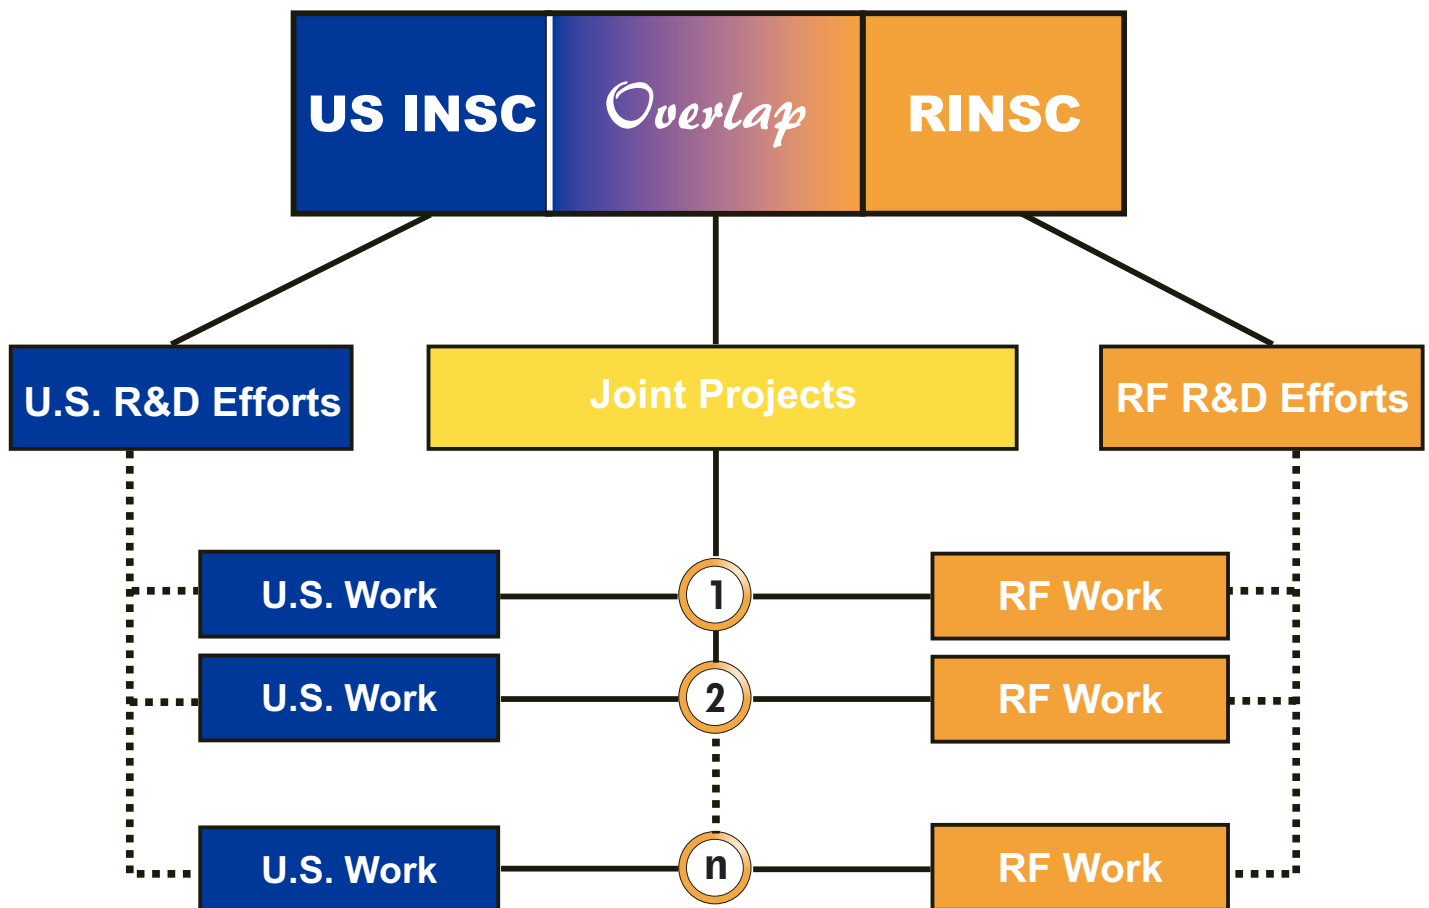 US INSC
Overlap
RINSC
U.S. R&D Efforts
Joint Projects
RF R&D Efforts
U.S. Work
1
RF Work
U.S. Work
2
RF Work
U.S. Work
n
RF Work